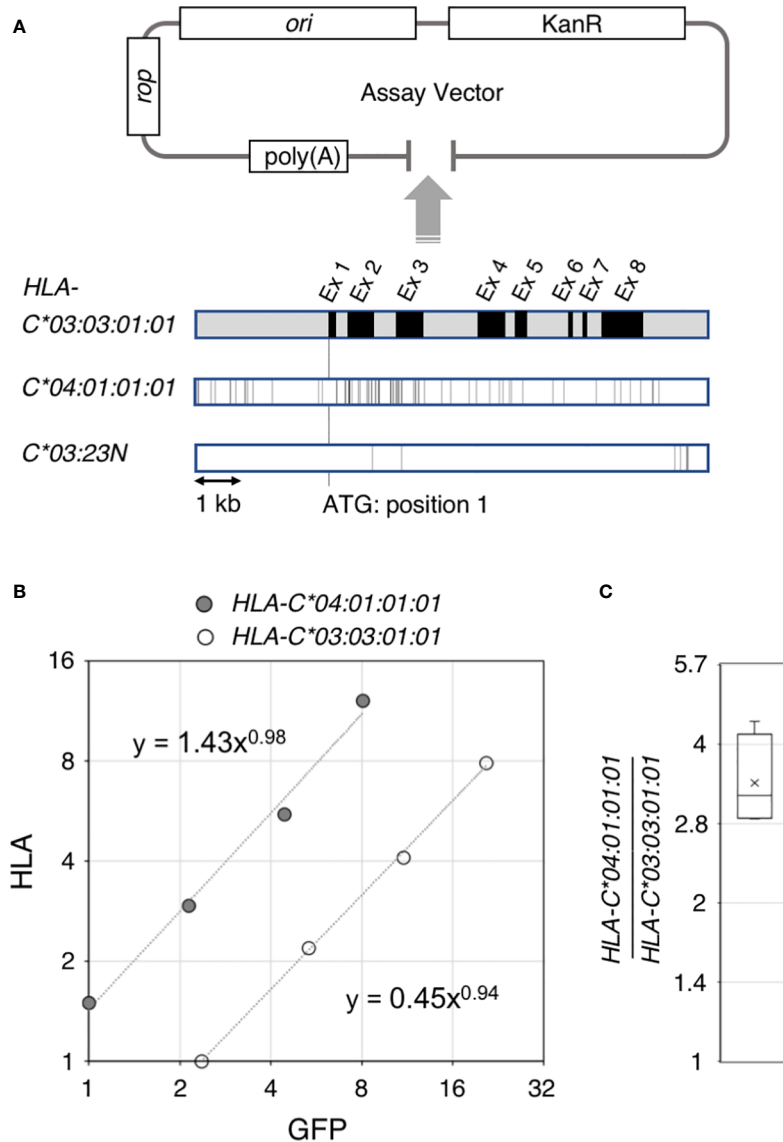 A
ori
KanR
rop
Assay Vector
poly(A)
HLA-
Ex 1
Ex 2
Ex 3
Ex 4
Ex 5
Ex 6
Ex 7
Ex 8
C*03:03:01:01
C*04:01:01:01
C*03:23N
1 kb
ATG: position 1
B
HLA-C*04:01:01:01
HLA-C*03:03:01:01
16
8
4
2
1
HLA
y = 1.43x^0.98
y = 0.45x^0.94
1
2
4
8
16
32
GFP
C
5.7
4
2.8
2
1.4
1
HLA-C*04:01:01:01
HLA-C*03:03:01:01